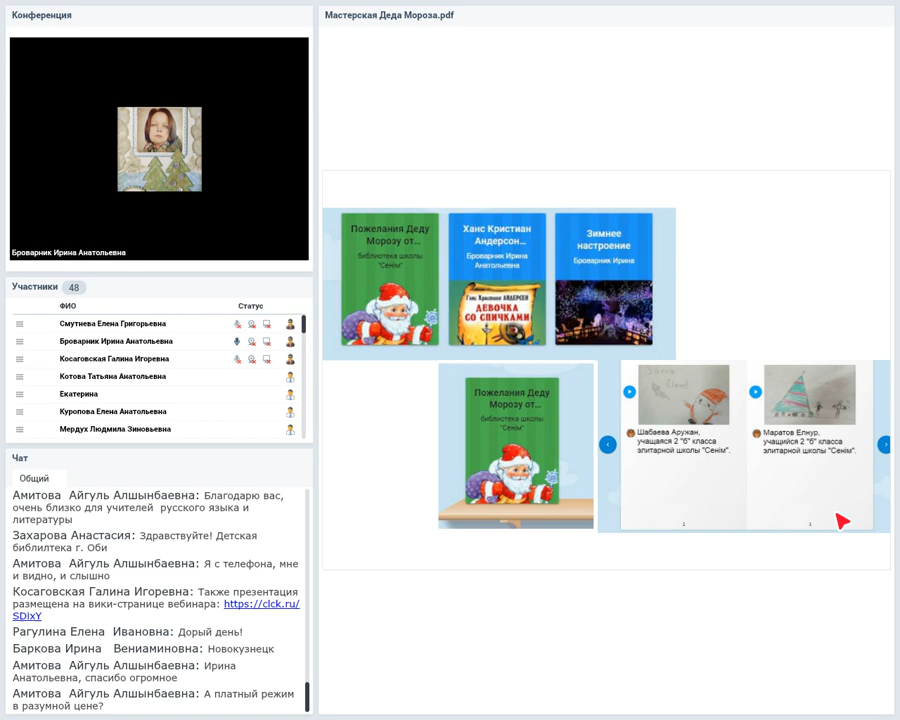 Конференция
Броварник Ирина Анатольевна
Участники 48
ФИО Статус
Смутнева Елена Григорьевна
Броварник Ирина Анатольевна
Косаговская Галина Игоревна
Котова Татьяна Анатольевна
Екатерина
Куропова Елена Анатольевна
Мердух Людмила Зиновьевна
Чат
Общий
Амитова Айгуль Алшынбаевна: Благодарю вас,
очень близко для учителей русского языка и
литературы
Захарова Анастасия: Здравствуйте! Детская
библилтека г. Оби
Амитова Айгуль Алшынбаевна: Я с телефона, мне
и видно, и слышно
Косаговская Галина Игоревна: Также презентация
размещена на вики-странице вебинара: https://clck.ru/
SDixY
Рагулина Елена Ивановна: Дорый день!
Баркова Ирина Вениаминовна: Новокузнецк
Амитова Айгуль Алшынбаевна: Ирина
Анатольевна, спасибо огромное
Амитова Айгуль Алшынбаевна: А платный режим
в разумной цене?
Мастерская Деда Мороза.pdf
Пожелания Деду
Морозу от...
библиотека школы
"Сенім"
Ханс Кристиан
Андерсон...
Броварник Ирина
Анатольевна
Ганс Христиан АНДЕРСЕН
ДЕВОЧКА
СО СПИЧКАМИ
Зимнее
настроение
Броварник Ирина
Пожелания Деду
Морозу от...
библиотека школы
"Сенім"
Шабаева Аружан,
учащаяся 2 "б" класса
элитарной школы "Сенім".
2
Маратов Елнур,
учащийся 2 "б" класса
элитарной школы "Сенім".
3